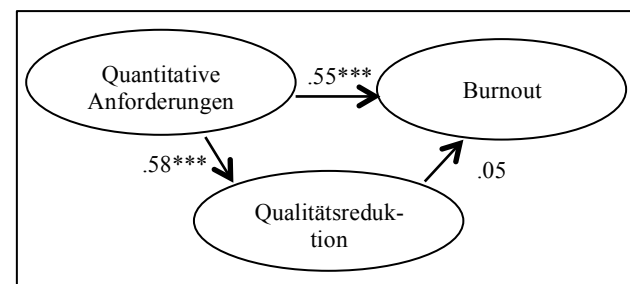 Quantitative
Anforderungen
.55***
Burnout
.58***
.05
Qualitätsreduk-
tion